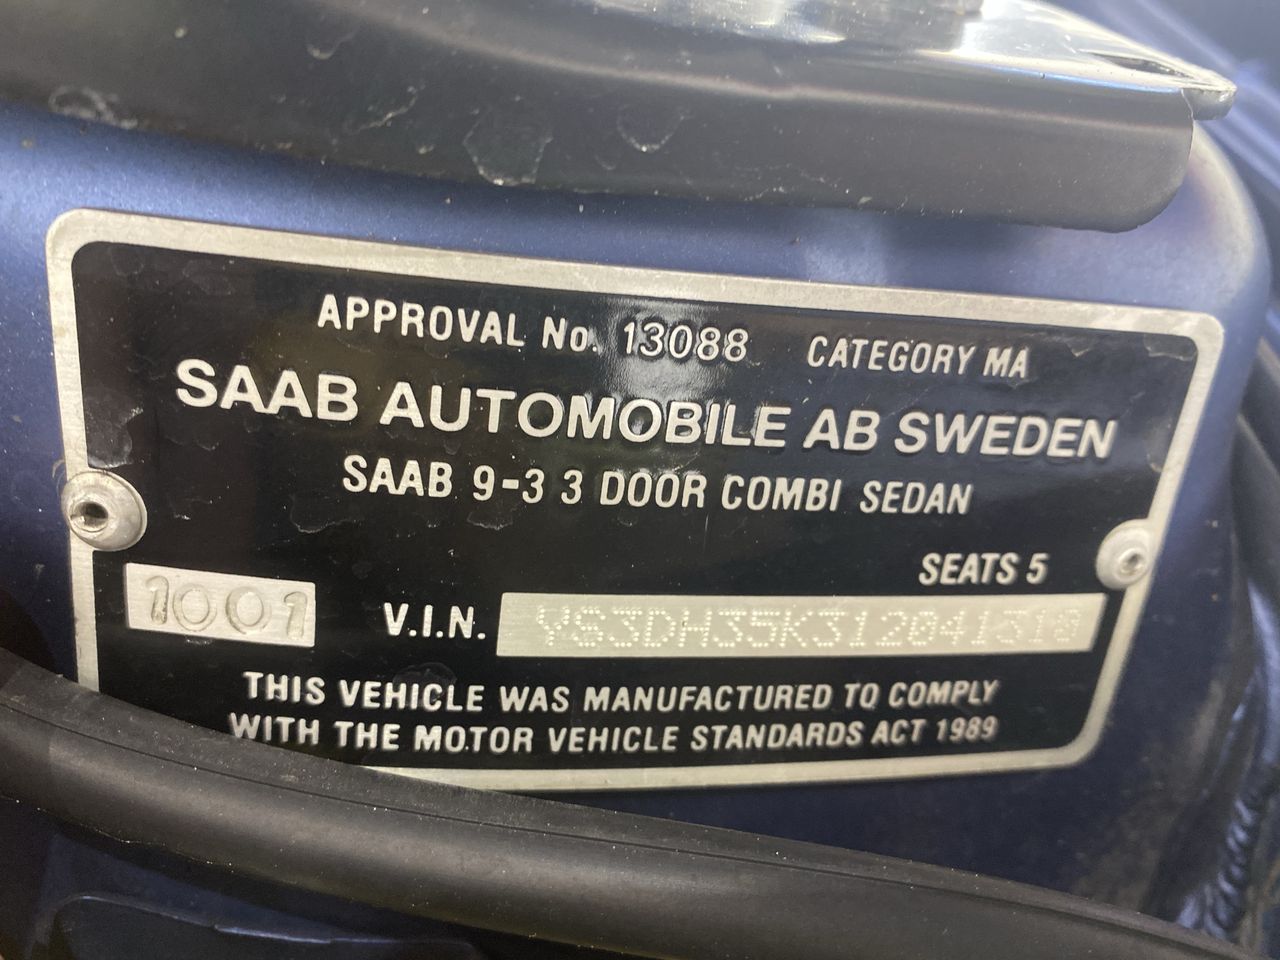 APPROVAL No. 13088 CATEGORY MA
SAAB AUTOMOBILE AB SWEDEN
SAAB 9-3 3 DOOR COMBI SEDAN
SEATS 5
1001 V.I.N. YS3DH35K312041310
THIS VEHICLE WAS MANUFACTURED TO COMPLY
WITH THE MOTOR VEHICLE STANDARDS ACT 1989